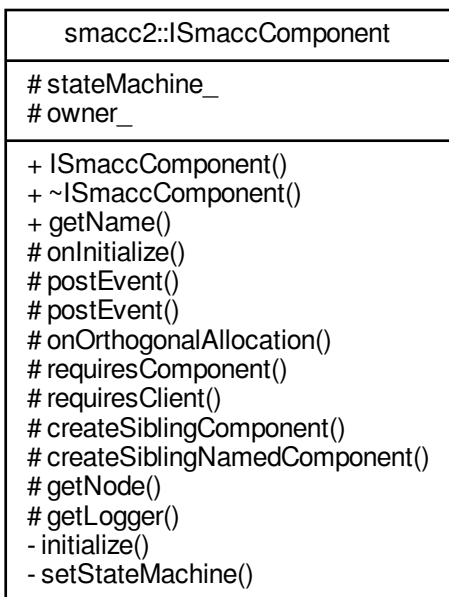 smacc2::ISmaccComponent
# stateMachine_
# owner_
+ ISmaccComponent()
+ ~ISmaccComponent()
+ getName()
# onInitialize()
# postEvent()
# postEvent()
# onOrthogonalAllocation()
# requiresComponent()
# requiresClient()
# createSiblingComponent()
# createSiblingNamedComponent()
# getNode()
# getLogger()
- initialize()
- setStateMachine()